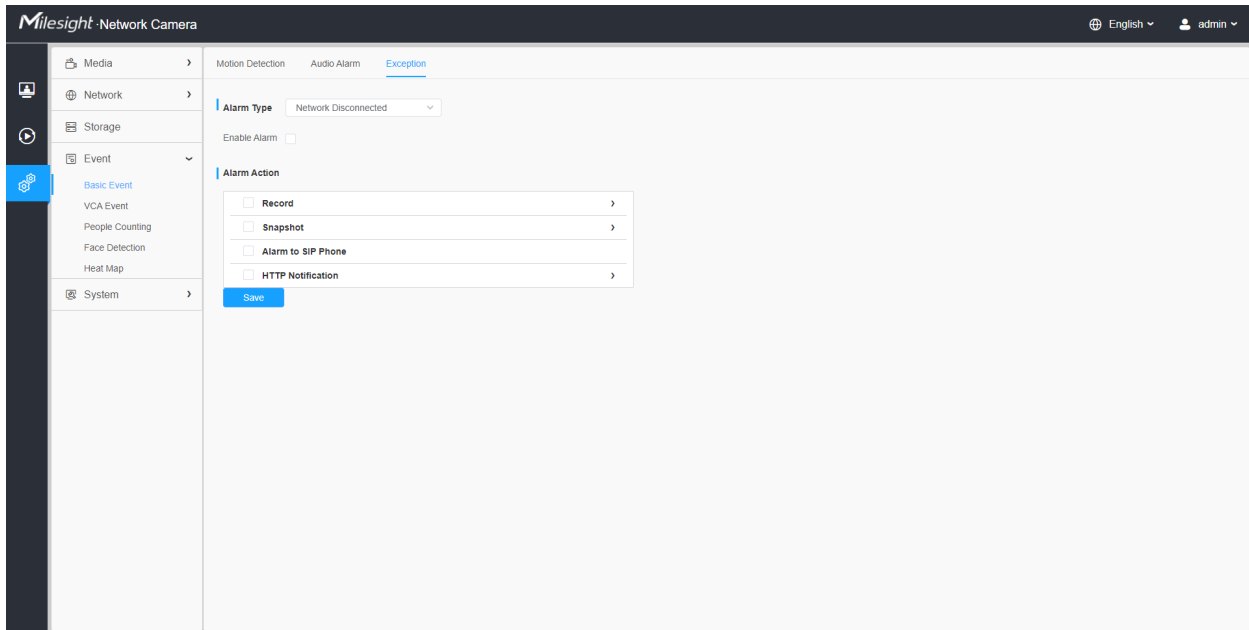 Milesight·Network Camera
English
admin
Media
Network
Storage
Event
Basic Event
VCA Event
People Counting
Face Detection
Heat Map
System
Motion Detection Audio Alarm Exception
Alarm Type Network Disconnected
Enable Alarm
Alarm Action
Record
Snapshot
Alarm to SIP Phone
HTTP Notification
Save